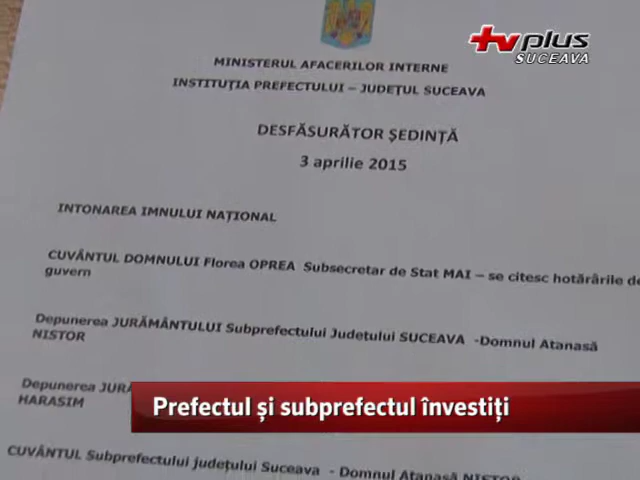 tvplus
SUCEAVA
MINISTERUL AFACERILOR INTERNE
INSTITUȚIA PREFECTULUI – JUDEȚUL SUCEAVA
DESFĂSURĂTOR ȘEDINȚĂ
3 aprilie 2015
INTONAREA IMNULUI NAȚIONAL
CUVÂNTUL DOMNULUI Florea OPREA Subsecretar de Stat MAI – se citesc hotărârile de
guvern
Depunerea JURĂMÂNTULUI Subprefectului Judetului SUCEAVA -Domnul Atanasă
NISTOR
Depunerea JURĂ
HARASIM
Prefectul și subprefectul învestiți
CUVÂNTUL Subprefectului județului Suceava - Domnul Atanasă NISTOR